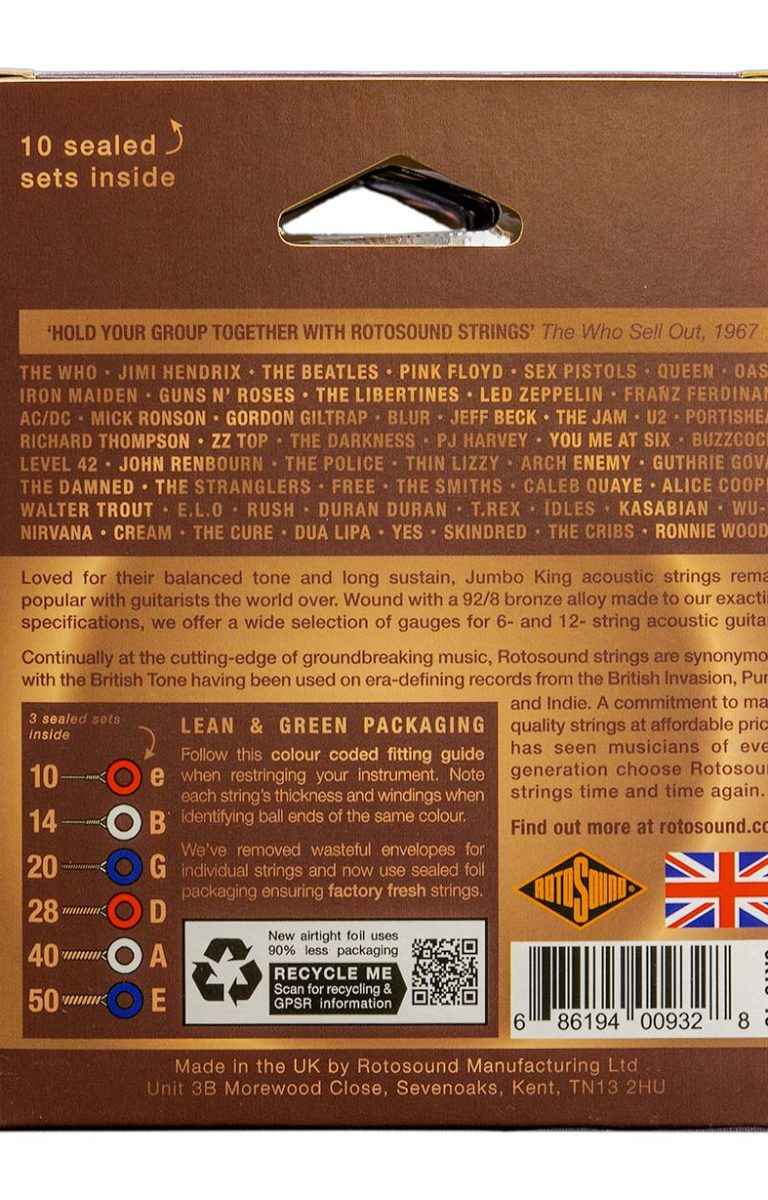 10 sealed
sets inside
'HOLD YOUR GROUP TOGETHER WITH ROTOSOUND STRINGS' The Who Sell Out, 1967
THE WHO • JIMI HENDRIX • THE BEATLES • PINK FLOYD • SEX PISTOLS • QUEEN • OAS
IRON MAIDEN • GUNS N' ROSES • THE LIBERTINES • LED ZEPPELIN • FRANZ FERDINAN
AC/DC • MICK RONSON • GORDON GILTRAP • BLUR • JEFF BECK • THE JAM • U2 • PORTISHEA
RICHARD THOMPSON • ZZ TOP • THE DARKNESS • PJ HARVEY • YOU ME AT SIX • BUZZCOC
LEVEL 42 • JOHN RENBOURN • THE POLICE • THIN LIZZY • ARCH ENEMY • GUTHRIE GOVA
THE DAMNED • THE STRANGLERS • FREE • THE SMITHS • CALEB QUAYE • ALICE COOP
WALTER TROUT • E.L.O • RUSH • DURAN DURAN • T.REX • IDLES • KASABIAN • WU-
NIRVANA • CREAM • THE CURE • DUA LIPA • YES • SKINDRED • THE CRIBS • RONNIE WOOD
Loved for their balanced tone and long sustain, Jumbo King acoustic strings rema
popular with guitarists the world over. Wound with a 92/8 bronze alloy made to our exacti
specifications, we offer a wide selection of gauges for 6- and 12- string acoustic guita
Continually at the cutting-edge of groundbreaking music, Rotosound strings are synonymo
with the British Tone having been used on era-defining records from the British Invasion, Pun
and Indie. A commitment to ma
quality strings at affordable pric
has seen musicians of eve
generation choose Rotosoun
strings time and time again.
Find out more at rotosound.co
3 sealed sets
inside
10 e
14 B
20 G
28 D
40 A
50 E
LEAN & GREEN PACKAGING
Follow this colour coded fitting guide
when restringing your instrument. Note
each string's thickness and windings when
identifying ball ends of the same colour.
We've removed wasteful envelopes for
individual strings and now use sealed foil
packaging ensuring factory fresh strings.
New airtight foil uses
90% less packaging
RECYCLE ME
Scan for recycling &
GPSR information
ROTOSOUND
6 86194 00932 8
Made in the UK by Rotosound Manufacturing Ltd
Unit 3B Morewood Close, Sevenoaks, Kent, TN13 2HU